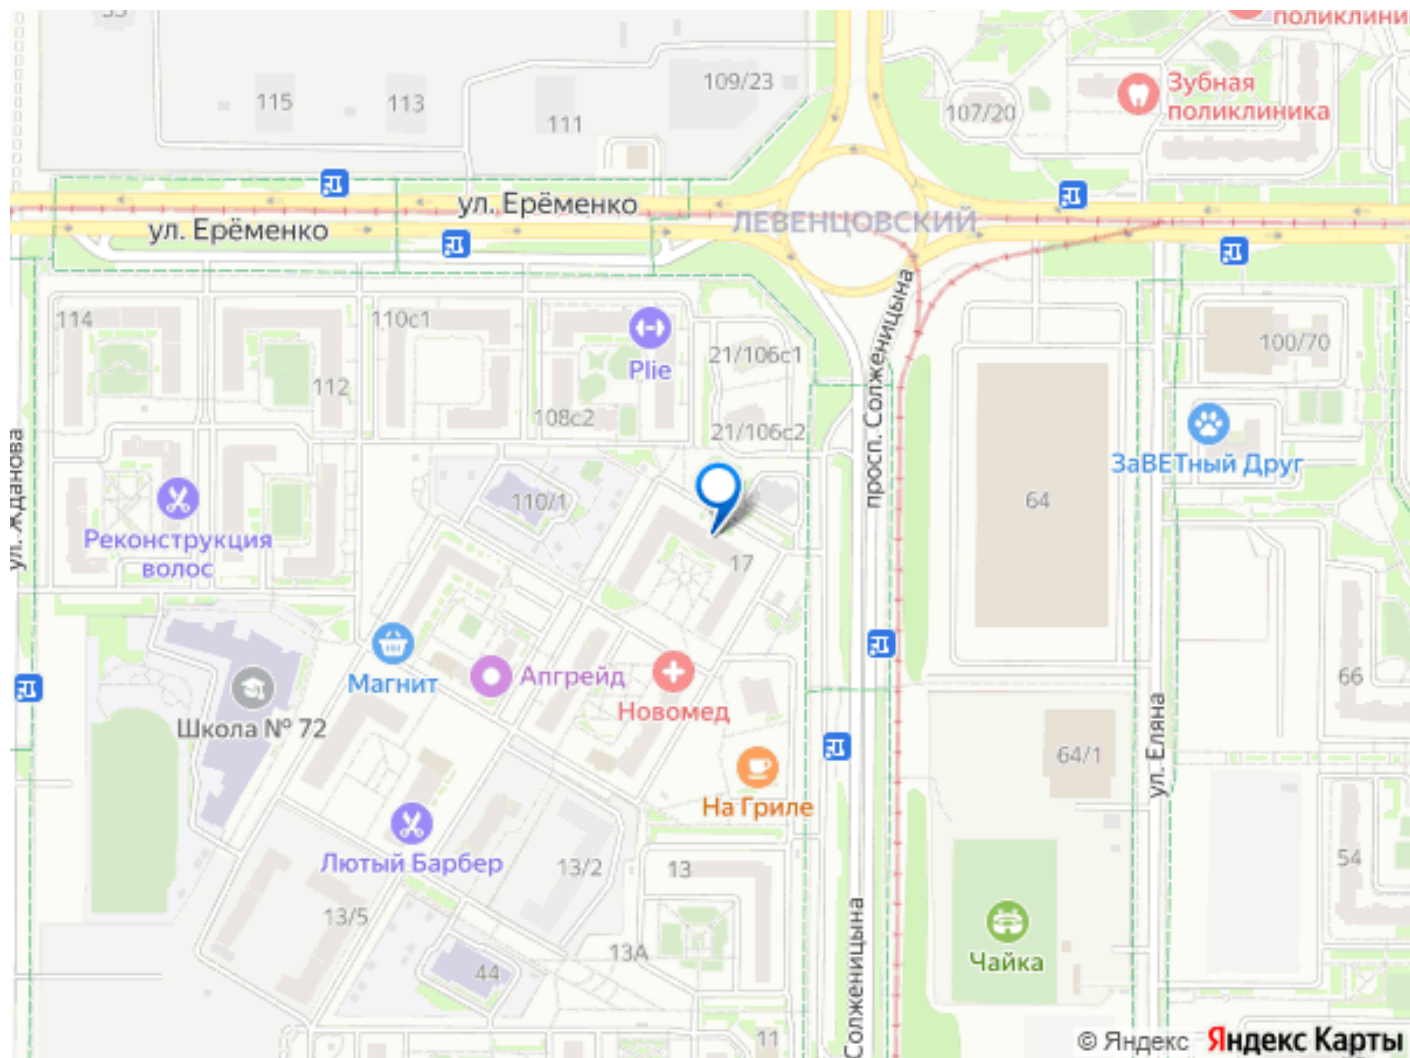 поликлини
109/23
Зубная
поликлиника
115
113
107/20
111
ул. Ерёменко
ул. Ерёменко
ЛЕВЕНЦОВСКИЙ
просп. Солженицына
114
110с1
Plie
21/106с1
100/70
112
108с2
21/106с2
ЗаВЕТный Друг
ул. Жданова
110/1
64
Реконструкция
волос
17
Магнит
Апгрейд
66
Новомед
Школа № 72
ул. Еляна
64/1
На Гриле
Лютый Барбер
13/2
13
54
13/5
Солженицына
13А
Чайка
44
11
© Яндекс Яндекс Карты